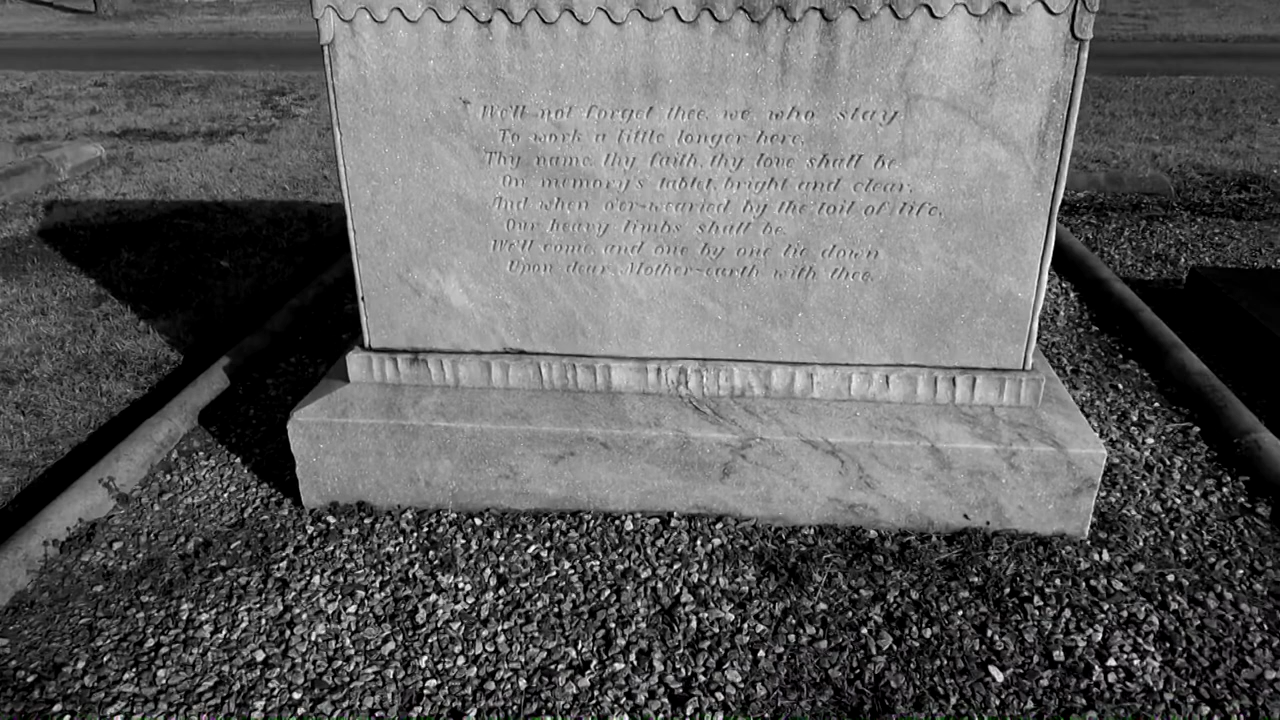 We'll not forget thee, we who stay
To work a little longer here,
Thy name, thy faith, thy love shall be
On memory's tablet, bright and clear.
And when o'er-wearied by the toil of life,
Our heavy limbs shall be,
We'll come, and one by one lie down
Upon dear Mother-earth with thee.